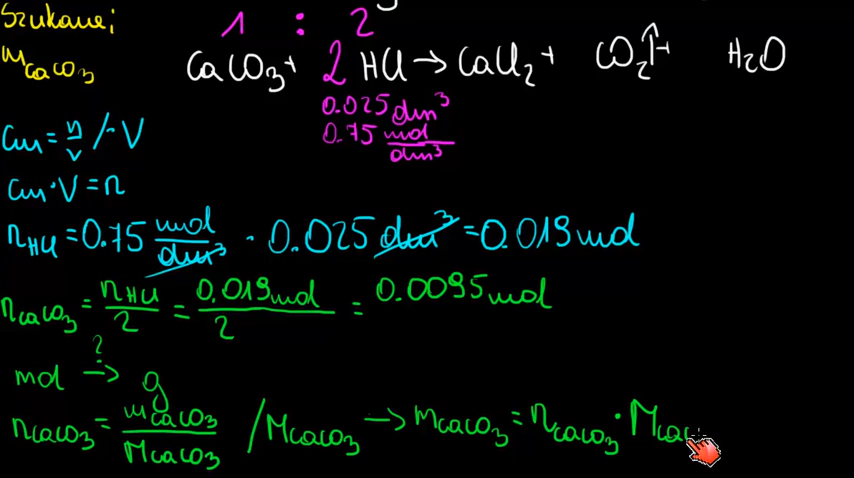 Szukane:
1 : 2
mCaCO₃
CaCO₃ + 2 HCl → CaCl₂ + CO₂↑ + H₂O
0.025 dm³
0.75 mol/dm³
Cm = n/V /·V
Cm·V = n
nHCl = 0.75 mol/dm³ · 0.025 dm³ = 0.019 mol
nCaCO₃ = nHCl/2 = 0.019 mol/2 = 0.0095 mol
?
mol → g
nCaCO₃ = mCaCO₃/MCaCO₃ /MCaCO₃ → mCaCO₃ = nCaCO₃ · MCaC